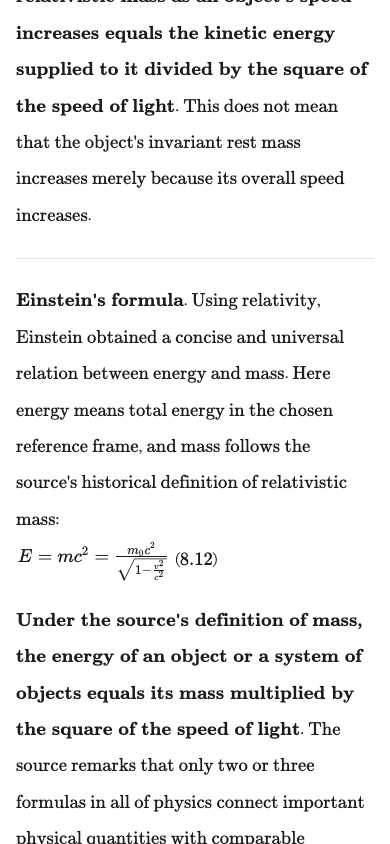 relativistic mass as an object's speed
increases equals the kinetic energy
supplied to it divided by the square of
the speed of light. This does not mean
that the object's invariant rest mass
increases merely because its overall speed
increases.
Einstein's formula. Using relativity,
Einstein obtained a concise and universal
relation between energy and mass. Here
energy means total energy in the chosen
reference frame, and mass follows the
source's historical definition of relativistic
mass:
E = mc² = m₀c² / √(1 − v²/c²) (8.12)
Under the source's definition of mass,
the energy of an object or a system of
objects equals its mass multiplied by
the square of the speed of light. The
source remarks that only two or three
formulas in all of physics connect important
physical quantities with comparable